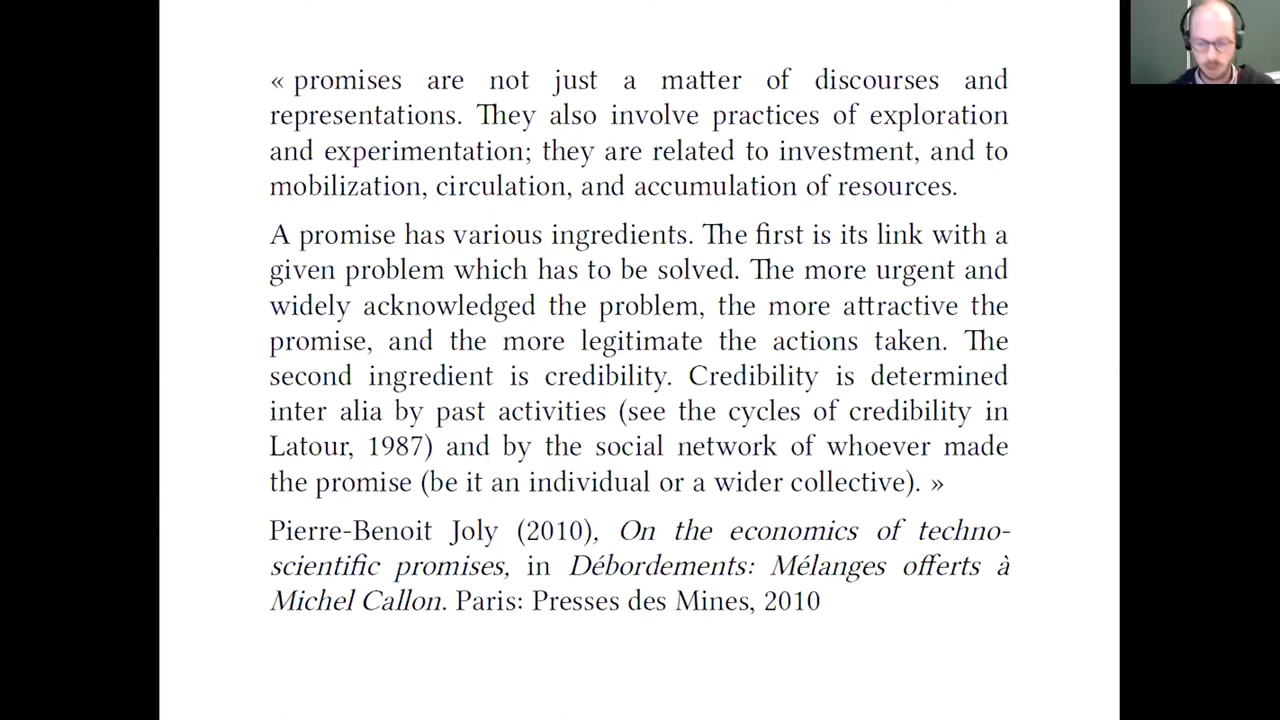 « promises are not just a matter of discourses and
representations. They also involve practices of exploration
and experimentation; they are related to investment, and to
mobilization, circulation, and accumulation of resources.
A promise has various ingredients. The first is its link with a
given problem which has to be solved. The more urgent and
widely acknowledged the problem, the more attractive the
promise, and the more legitimate the actions taken. The
second ingredient is credibility. Credibility is determined
inter alia by past activities (see the cycles of credibility in
Latour, 1987) and by the social network of whoever made
the promise (be it an individual or a wider collective). »
Pierre-Benoit Joly (2010), On the economics of techno-
scientific promises, in Débordements: Mélanges offerts à
Michel Callon. Paris: Presses des Mines, 2010